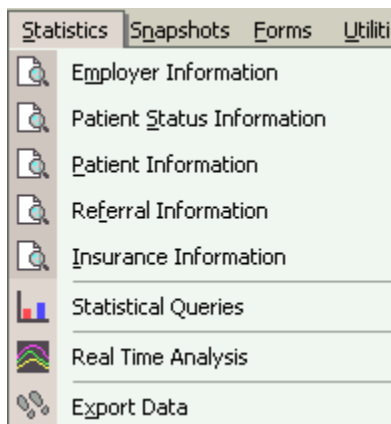 Statistics Snapshots Forms Utiliti
Employer Information
Patient Status Information
Patient Information
Referral Information
Insurance Information
Statistical Queries
Real Time Analysis
Export Data